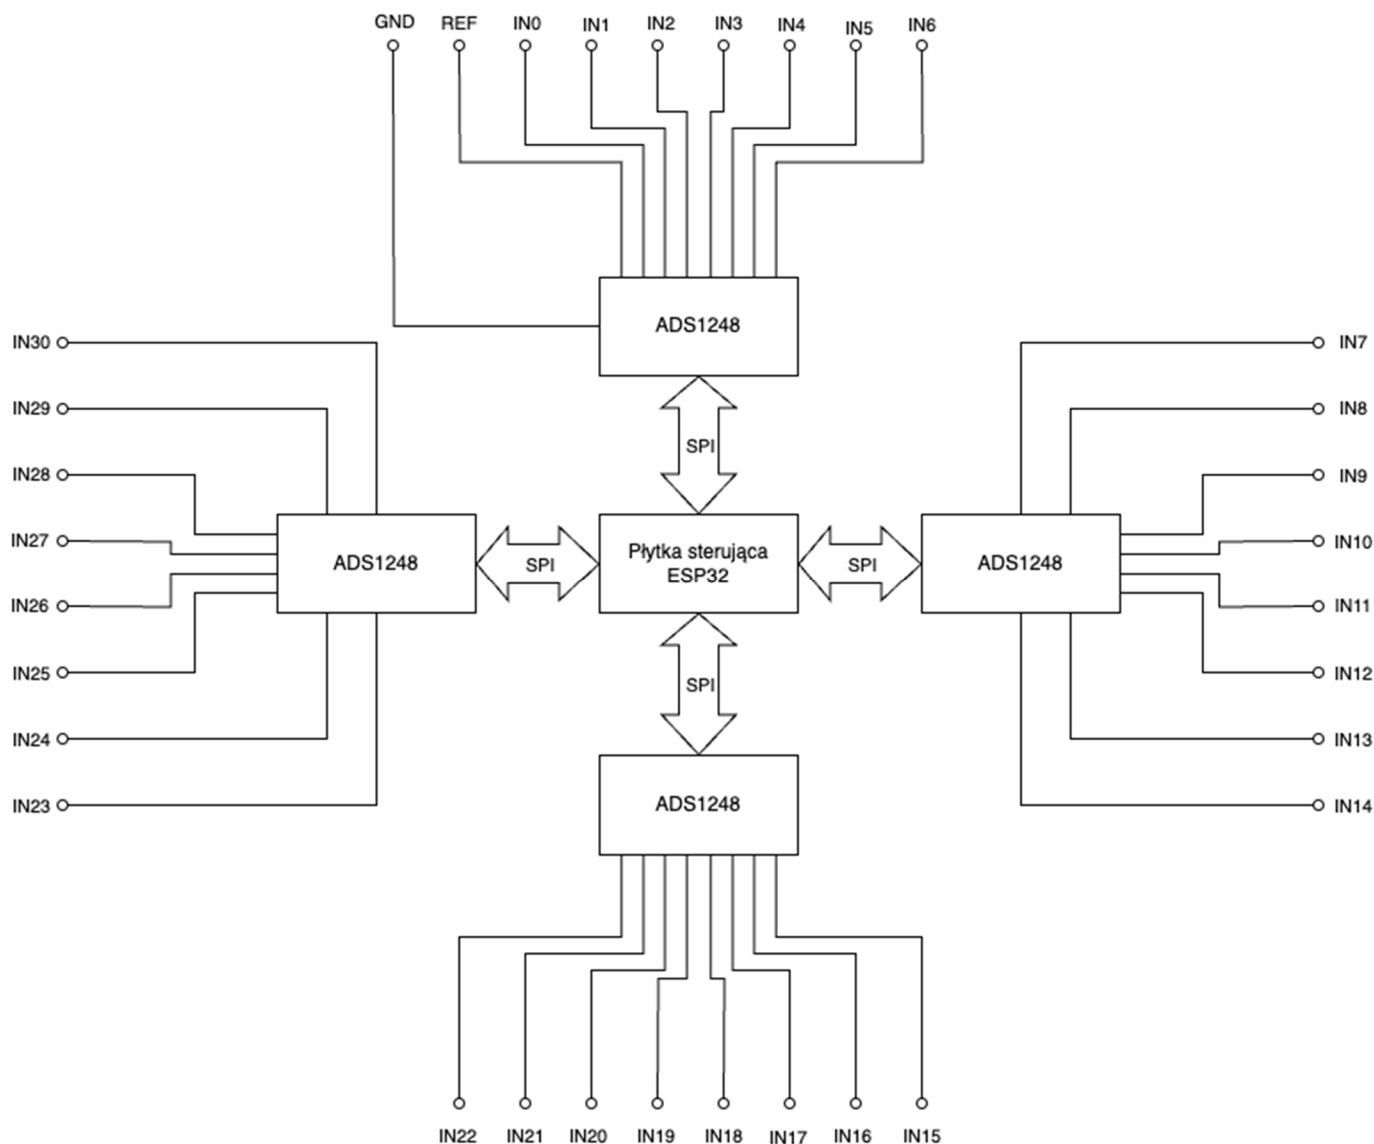 GND REF IN0 IN1 IN2 IN3 IN4 IN5 IN6
ADS1248
IN30
IN7
IN29
IN8
SPI
IN28
IN9
IN27
IN10
ADS1248
SPI
Płytka sterująca
ESP32
SPI
ADS1248
IN26
IN11
IN25
IN12
SPI
IN24
IN13
IN23
IN14
ADS1248
IN22 IN21 IN20 IN19 IN18 IN17 IN16 IN15